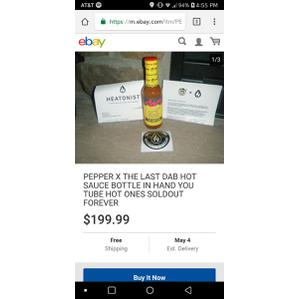 AT&T
94% 4:55 PM
https://m.ebay.com/itm/PE
3
ebay
1/3
HEATONIST
PEPPER X THE LAST DAB HOT
SAUCE BOTTLE IN HAND YOU
TUBE HOT ONES SOLDOUT
FOREVER
$199.99
Free
Shipping
May 4
Est. Delivery
Buy It Now